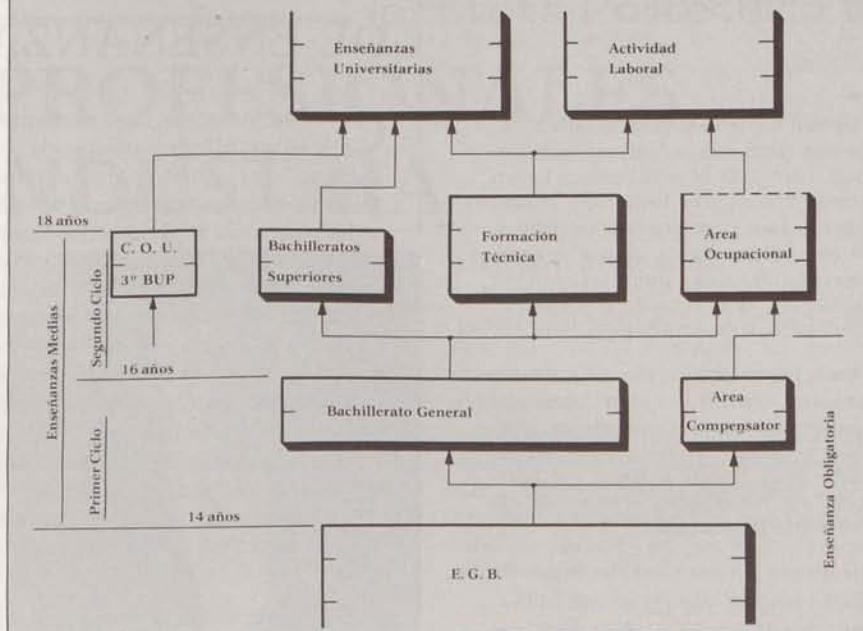 Enseñanzas
Universitarias
Actividad
Laboral
18 años
C. O. U.
3º BUP
Bachilleratos
Superiores
Formación
Técnica
Area
Ocupacional
Enseñanzas Medias
Segundo Ciclo
16 años
Bachillerato General
Area
Compensator
Primer Ciclo
Enseñanza Obligatoria
14 años
E. G. B.